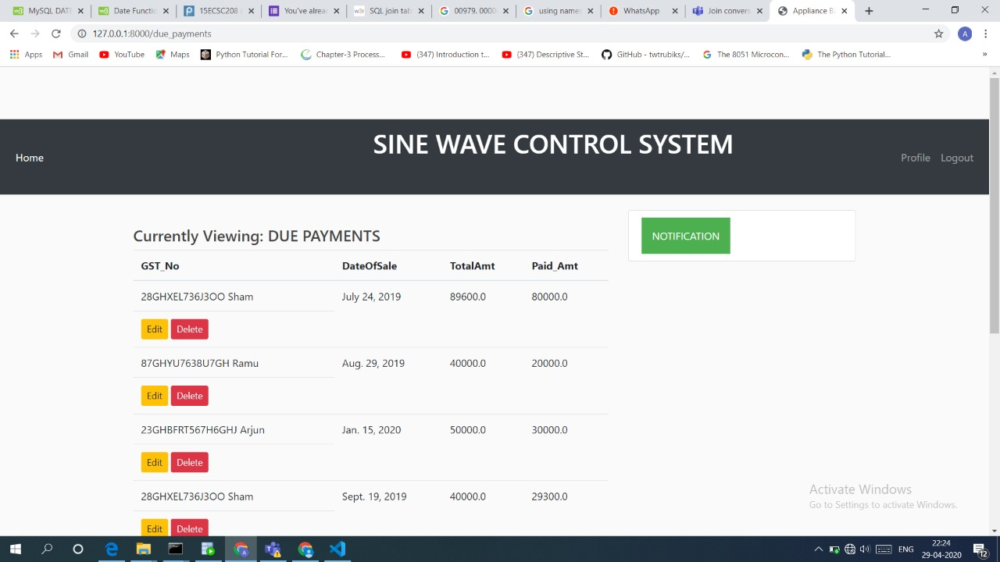 MySQL DATE
Date Functio
15ECSC208 (
You've alrea
SQL join tab
00979. 0000
using names
WhatsApp
Join convers
Appliance Ba
127.0.0.1:8000/due_payments
A
Apps
Gmail
YouTube
Maps
Python Tutorial For...
Chapter-3 Process...
(347) Introduction t...
(347) Descriptive St...
GitHub - twtrubiks/...
The 8051 Microcon...
The Python Tutorial...
»
Home
SINE WAVE CONTROL SYSTEM
Profile Logout
Currently Viewing: DUE PAYMENTS
NOTIFICATION
GST_No DateOfSale TotalAmt Paid_Amt
28GHXEL736J3OO Sham July 24, 2019 89600.0 80000.0
Edit Delete
87GHYU7638U7GH Ramu Aug. 29, 2019 40000.0 20000.0
Edit Delete
23GHBFRT567H6GHJ Arjun Jan. 15, 2020 50000.0 30000.0
Edit Delete
28GHXEL736J3OO Sham Sept. 19, 2019 40000.0 29300.0
Edit Delete
Activate Windows
Go to Settings to activate Windows.
ENG
22:24
29-04-2020
12